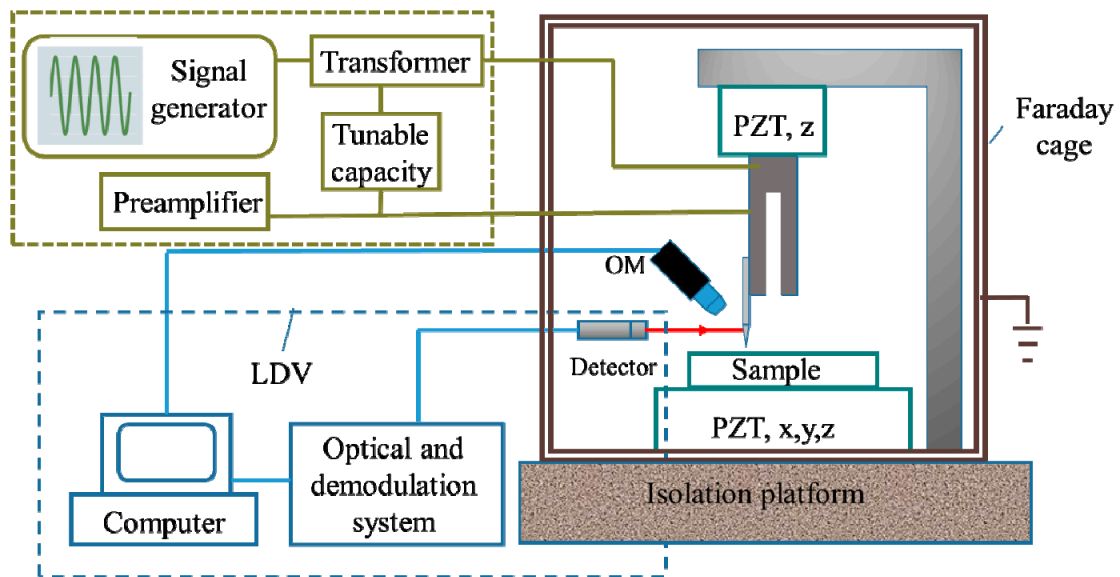 Signal
generator
Transformer
Tunable
capacity
Preamplifier
PZT, z
Faraday
cage
OM
LDV
Detector
Sample
PZT, x,y,z
Computer
Optical and
demodulation
system
Isolation platform